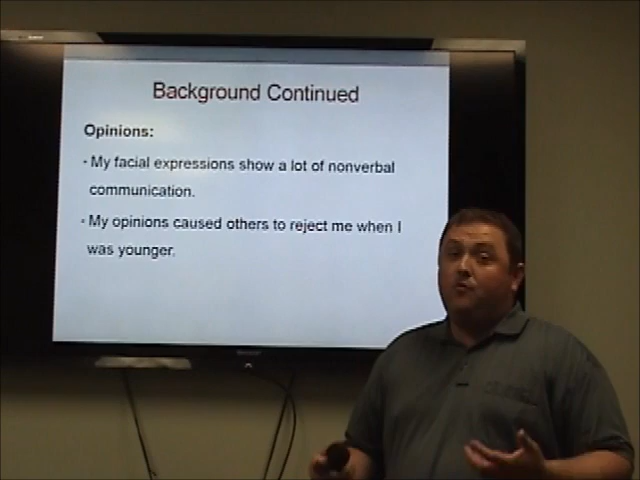 Background Continued
Opinions:
• My facial expressions show a lot of nonverbal
communication.
• My opinions caused others to reject me when I
was younger.